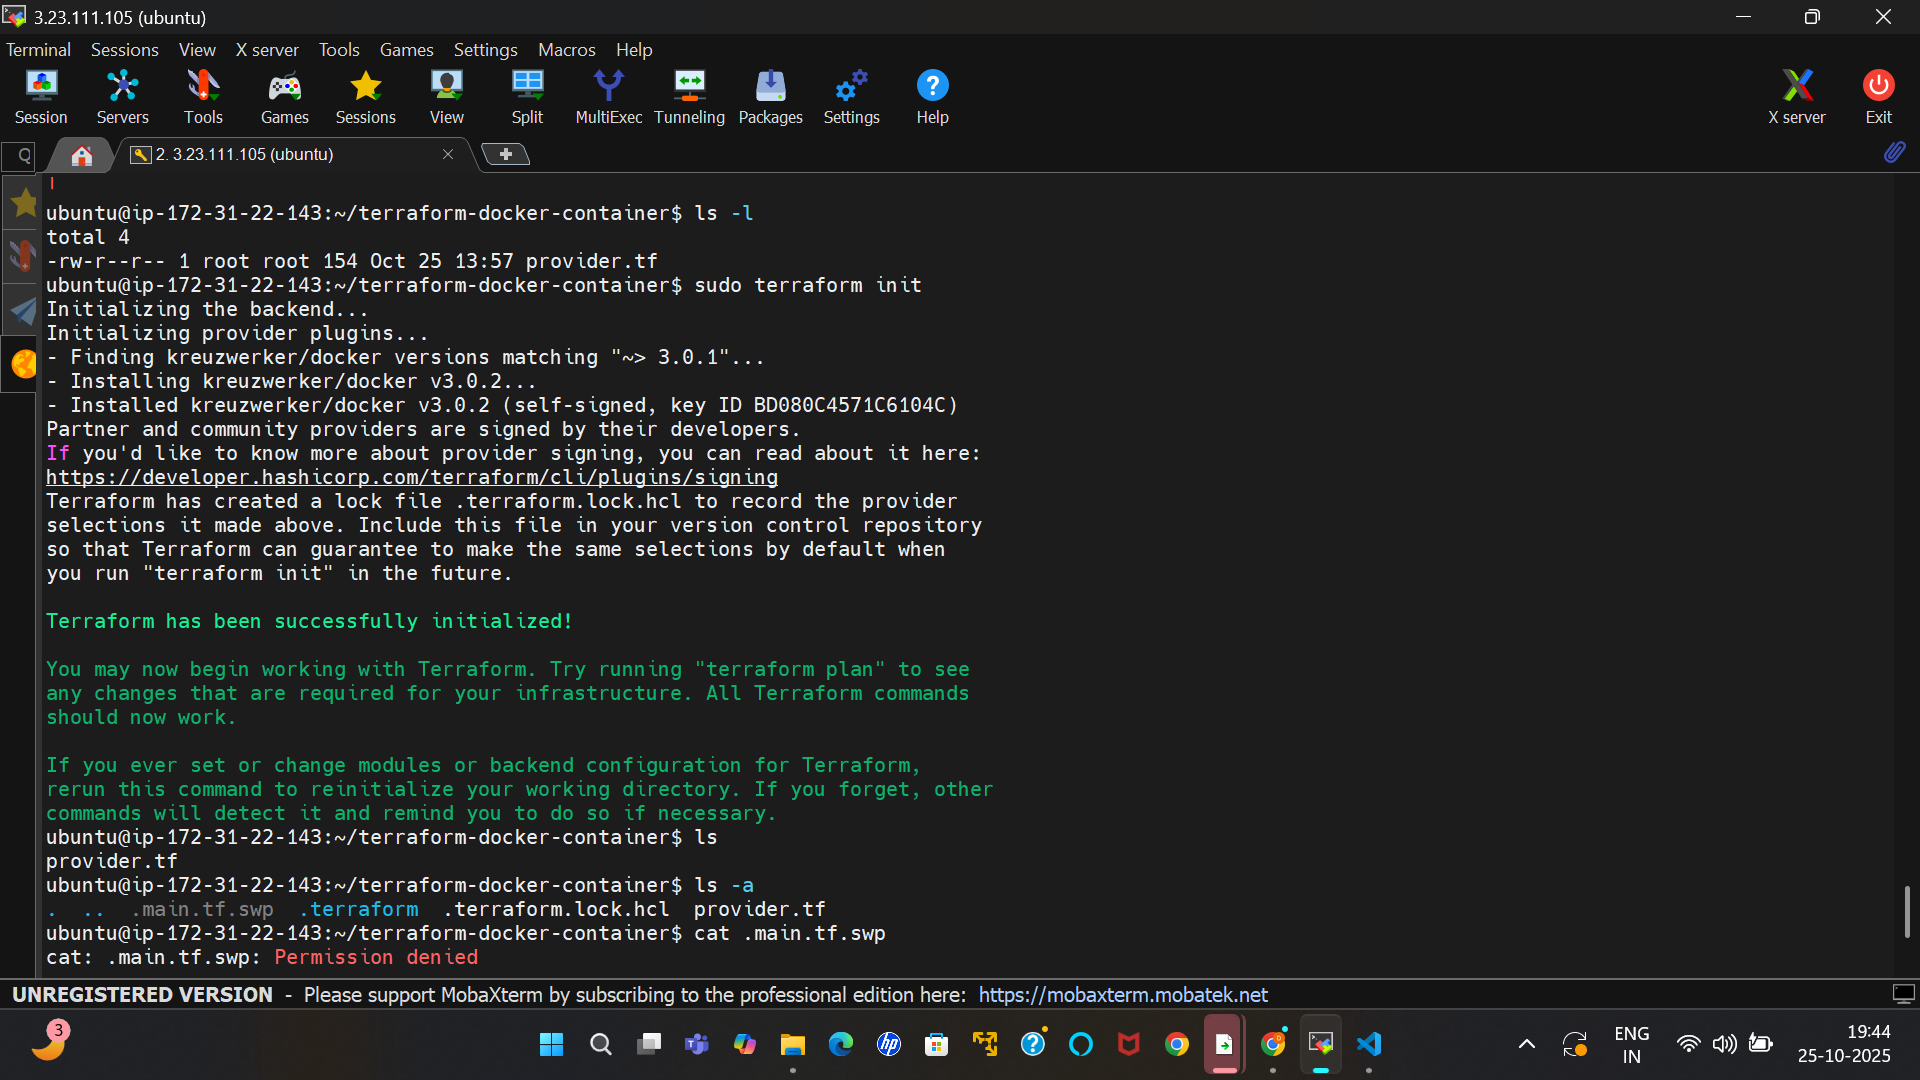 3.23.111.105 (ubuntu)
Terminal Sessions View X server Tools Games Settings Macros Help
Session Servers Tools Games Sessions View Split MultiExec Tunneling Packages Settings Help X server Exit
2. 3.23.111.105 (ubuntu)
ubuntu@ip-172-31-22-143:~/terraform-docker-container$ ls -l
total 4
-rw-r--r-- 1 root root 154 Oct 25 13:57 provider.tf
ubuntu@ip-172-31-22-143:~/terraform-docker-container$ sudo terraform init
Initializing the backend...
Initializing provider plugins...
- Finding kreuzwerker/docker versions matching "~> 3.0.1"...
- Installing kreuzwerker/docker v3.0.2...
- Installed kreuzwerker/docker v3.0.2 (self-signed, key ID BD080C4571C6104C)
Partner and community providers are signed by their developers.
If you'd like to know more about provider signing, you can read about it here:
https://developer.hashicorp.com/terraform/cli/plugins/signing
Terraform has created a lock file .terraform.lock.hcl to record the provider
selections it made above. Include this file in your version control repository
so that Terraform can guarantee to make the same selections by default when
you run "terraform init" in the future.
Terraform has been successfully initialized!
You may now begin working with Terraform. Try running "terraform plan" to see
any changes that are required for your infrastructure. All Terraform commands
should now work.
If you ever set or change modules or backend configuration for Terraform,
rerun this command to reinitialize your working directory. If you forget, other
commands will detect it and remind you to do so if necessary.
ubuntu@ip-172-31-22-143:~/terraform-docker-container$ ls
provider.tf
ubuntu@ip-172-31-22-143:~/terraform-docker-container$ ls -a
. .. .main.tf.swp .terraform .terraform.lock.hcl provider.tf
ubuntu@ip-172-31-22-143:~/terraform-docker-container$ cat .main.tf.swp
cat: .main.tf.swp: Permission denied
UNREGISTERED VERSION - Please support MobaXterm by subscribing to the professional edition here: https://mobaxterm.mobatek.net
3
hp
ENG
IN
19:44
25-10-2025